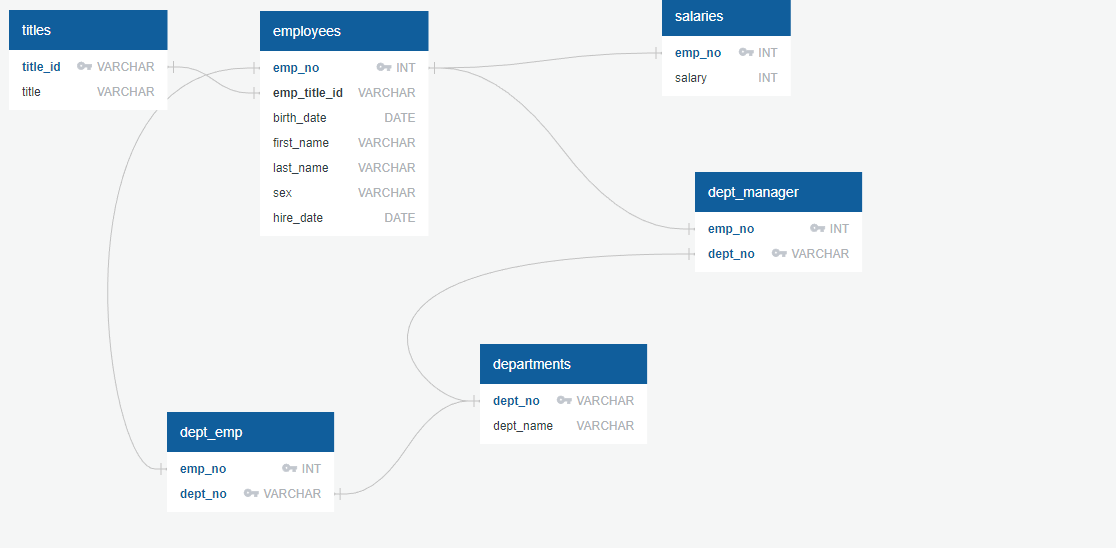 titles
title_id VARCHAR
title VARCHAR
employees
emp_no INT
emp_title_id VARCHAR
birth_date DATE
first_name VARCHAR
last_name VARCHAR
sex VARCHAR
hire_date DATE
salaries
emp_no INT
salary INT
dept_manager
emp_no INT
dept_no VARCHAR
departments
dept_no VARCHAR
dept_name VARCHAR
dept_emp
emp_no INT
dept_no VARCHAR